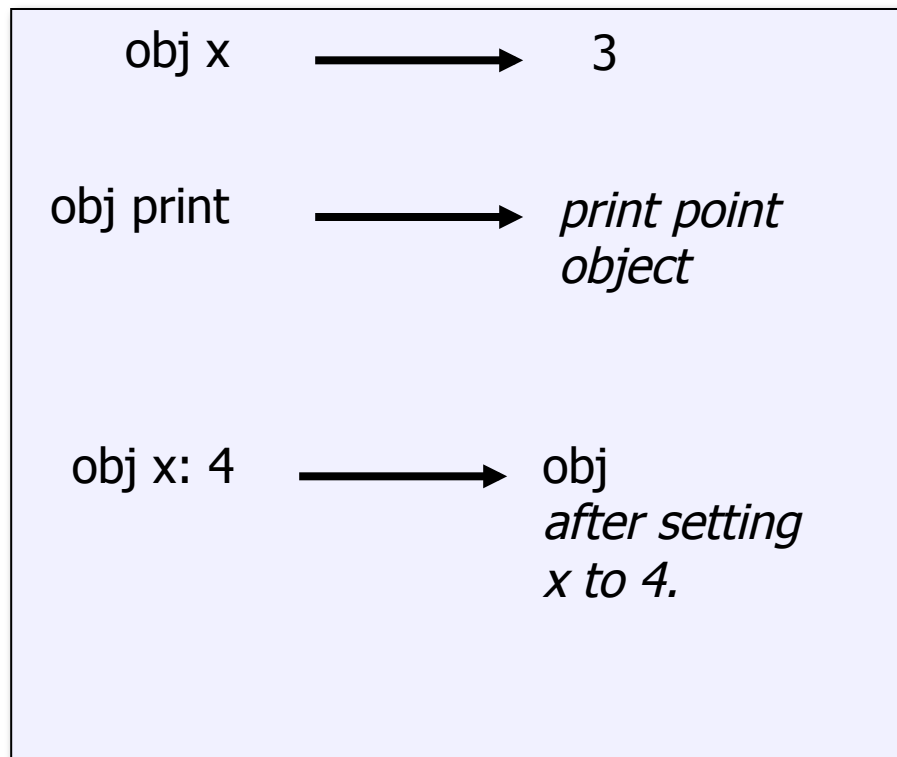 obj x 3
obj print print point
object
obj x: 4 obj
after setting
x to 4.